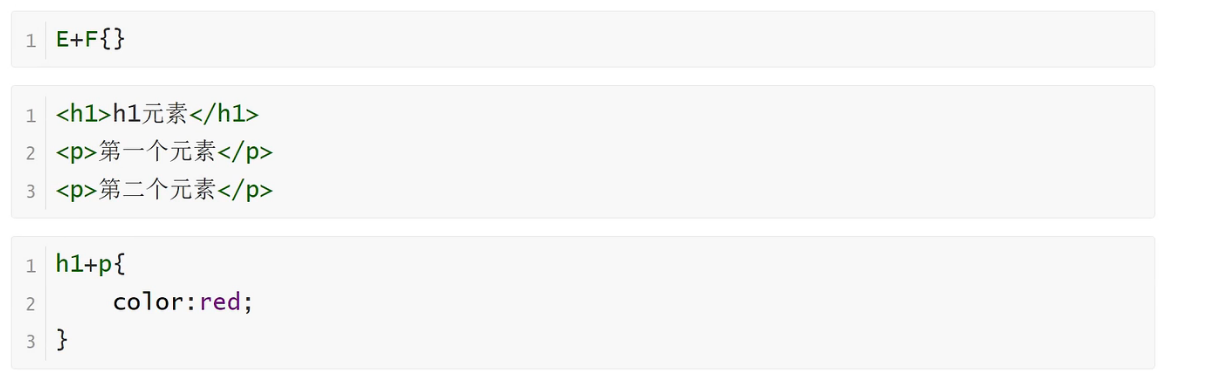 1 E+F{}
1 <h1>h1元素</h1>
2 <p>第一个元素</p>
3 <p>第二个元素</p>
1 h1+p{
2     color:red;
3 }